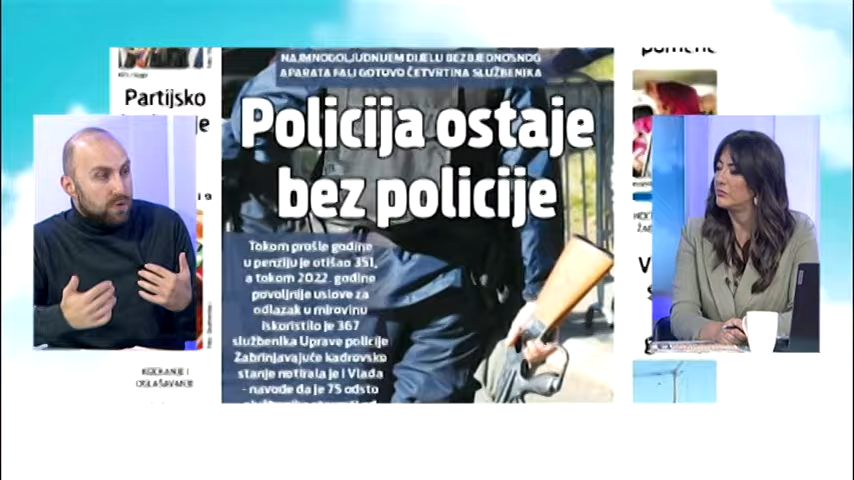 NAJMNOGOLJUDNIJEM DIJELU BEZBJEDNOSNOG
APARATA FALI GOTOVO ČETVRTINA SLUŽBENIKA
Partijsko
Policija ostaje
bez policije
Tokom prošle godine
u penziju je otišao 351,
a tokom 2022. godine
povoljnije uslove za
odlazak u mirovinu
iskoristilo je 367
službenika Uprave policije
Zabrinjavajuće kadrovsko
stanje notirala je i Vlada
- navode da je 75 odsto
KOCKANJE I
OGLAŠAVANJE